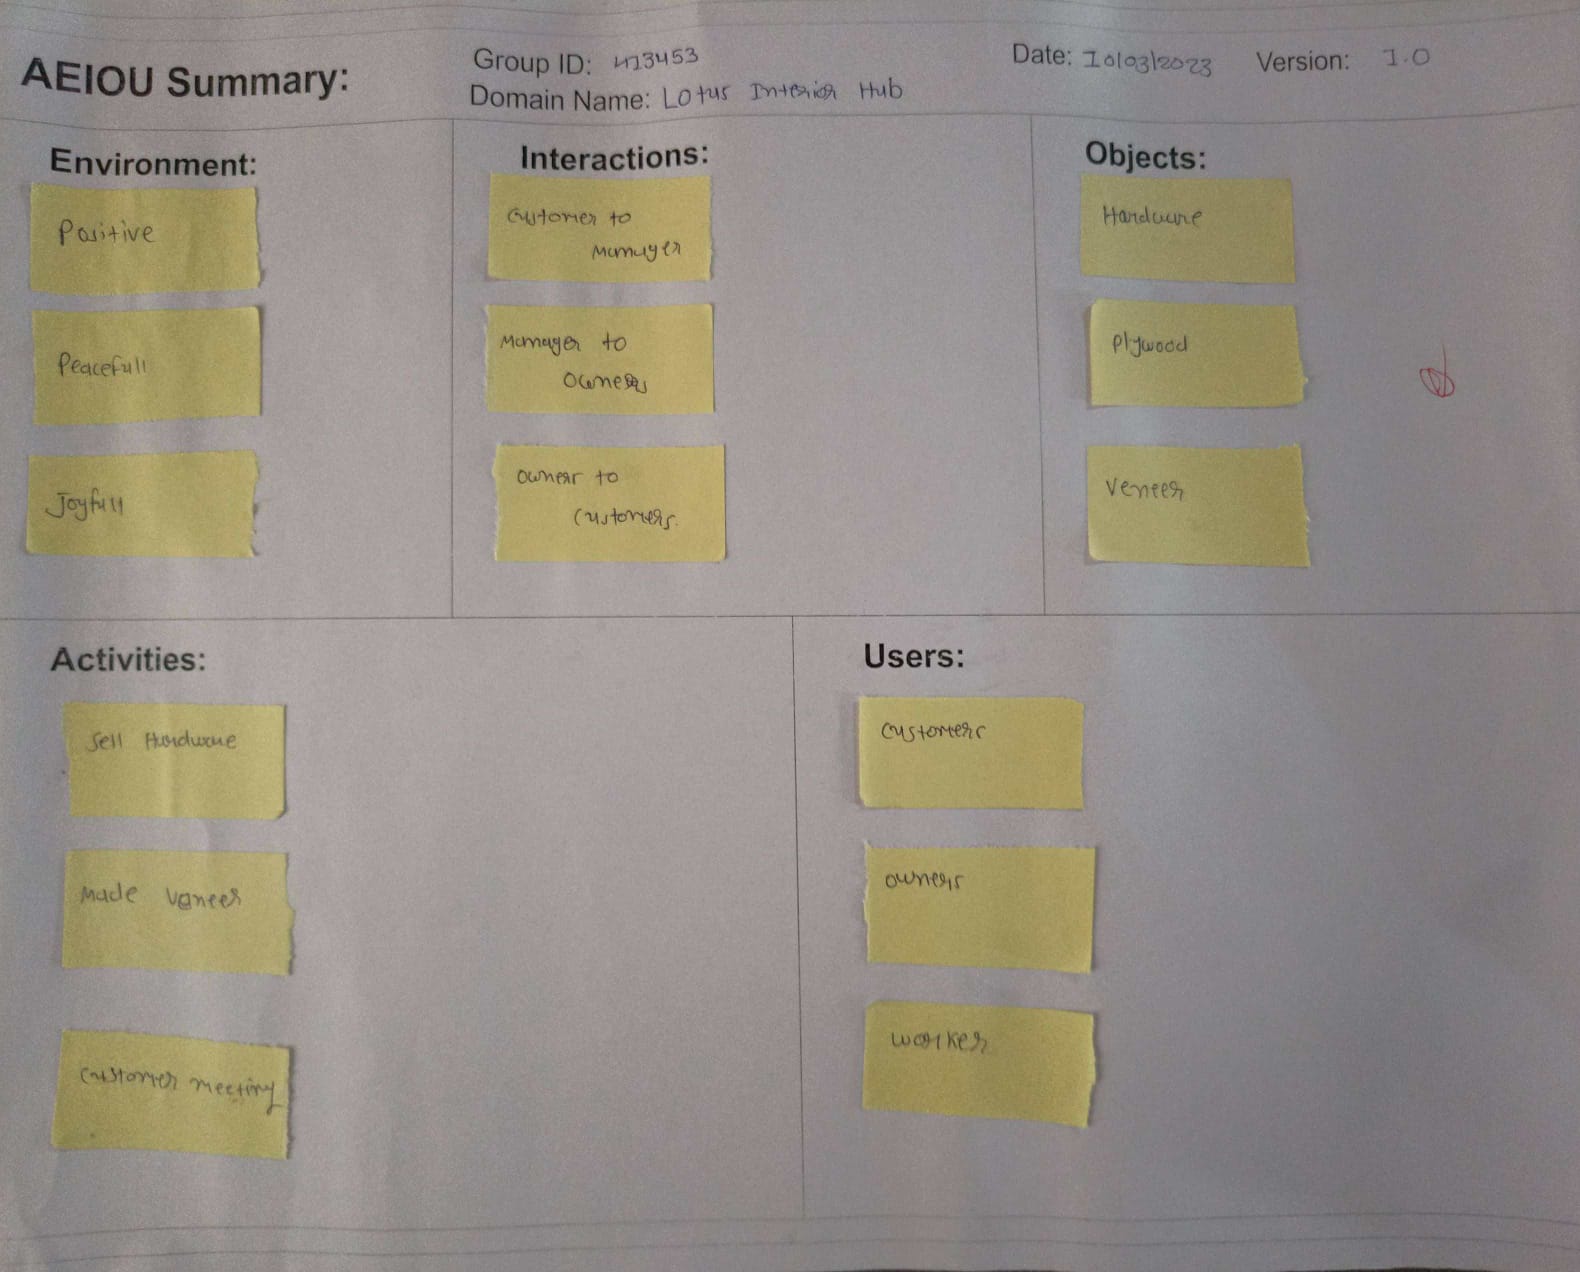 AEIOU Summary:
Group ID: 413453
Domain Name: Lotus Interior Hub
Date: 10/03/2023 Version: 1.0
Environment:
Positive
Peacefull
Joyfull
Interactions:
Customer to
Manager
Manager to
Owners
Owner to
Customers.
Objects:
Hardware
Plywood
Veneer
Activities:
Sell Hardware
Made Veneer
Customer meeting
Users:
Customers
Owners
Worker